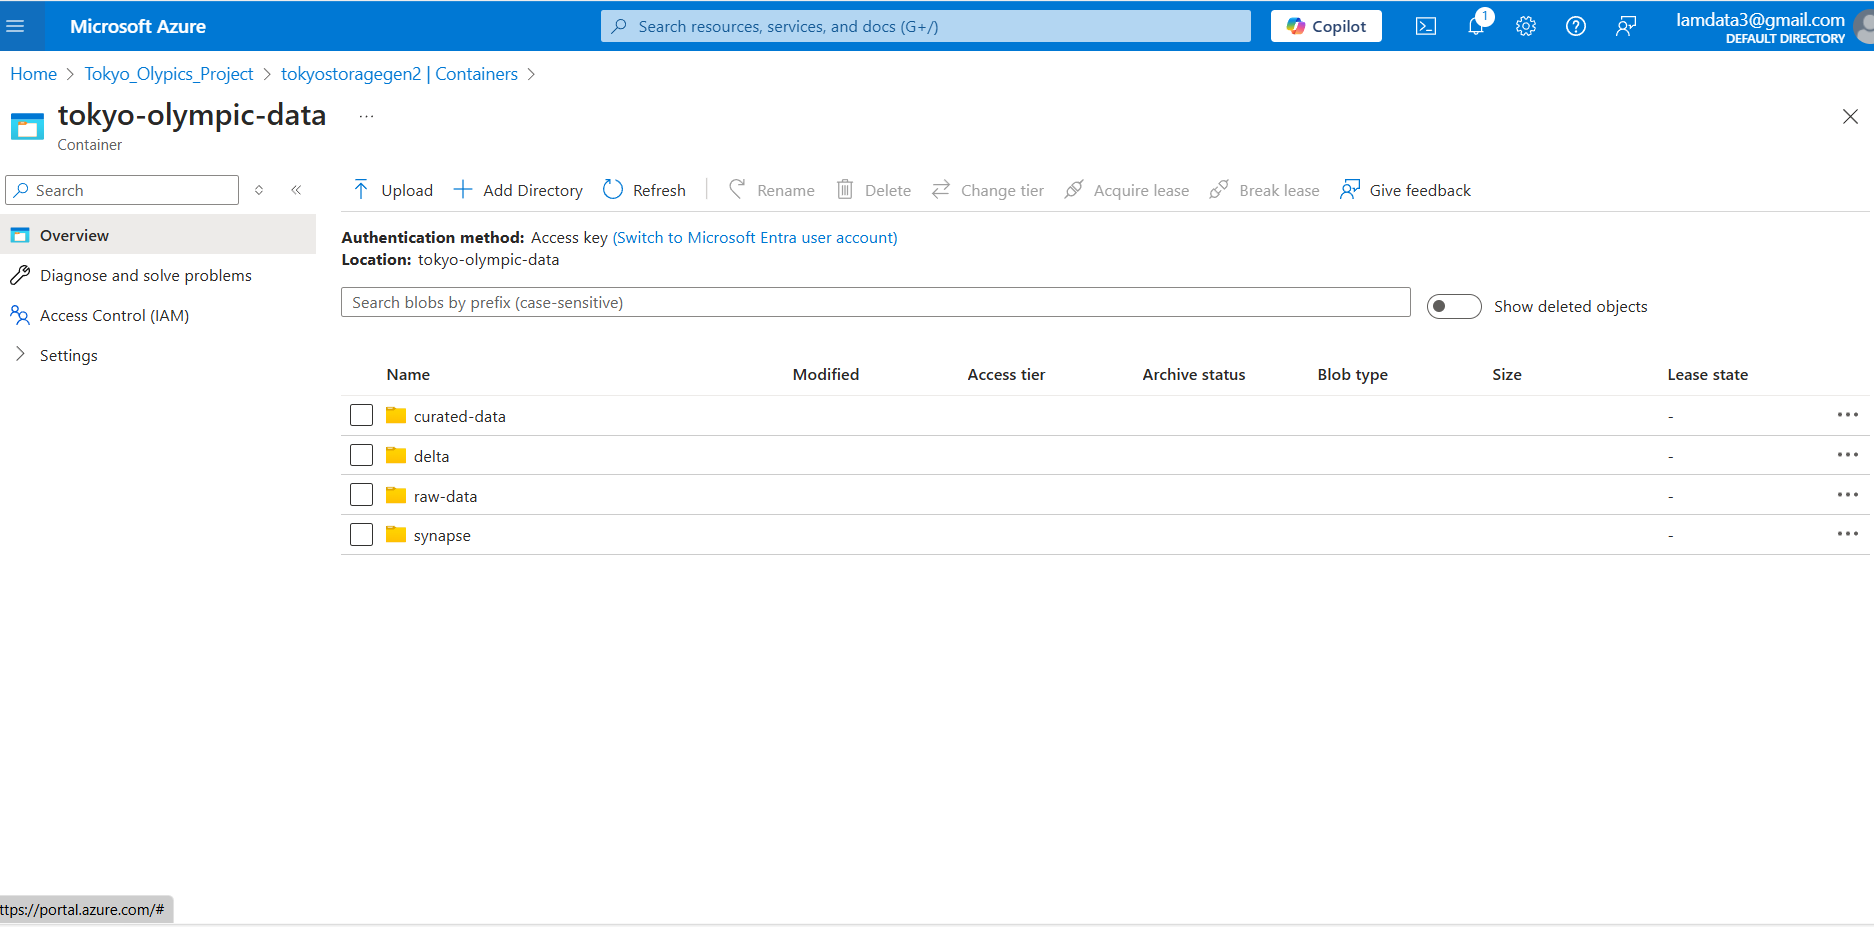 Microsoft Azure
Search resources, services, and docs (G+/)
Copilot
1
lamdata3@gmail.com
DEFAULT DIRECTORY
Home > Tokyo_Olypics_Project > tokyostoragegen2 | Containers >
tokyo-olympic-data ...
Container
Search
Upload
Add Directory
Refresh
Rename
Delete
Change tier
Acquire lease
Break lease
Give feedback
Overview
Diagnose and solve problems
Access Control (IAM)
Settings
Authentication method: Access key (Switch to Microsoft Entra user account)
Location: tokyo-olympic-data
Search blobs by prefix (case-sensitive)
Show deleted objects
Name Modified Access tier Archive status Blob type Size Lease state
curated-data -
delta -
raw-data -
synapse -
ttps://portal.azure.com/#